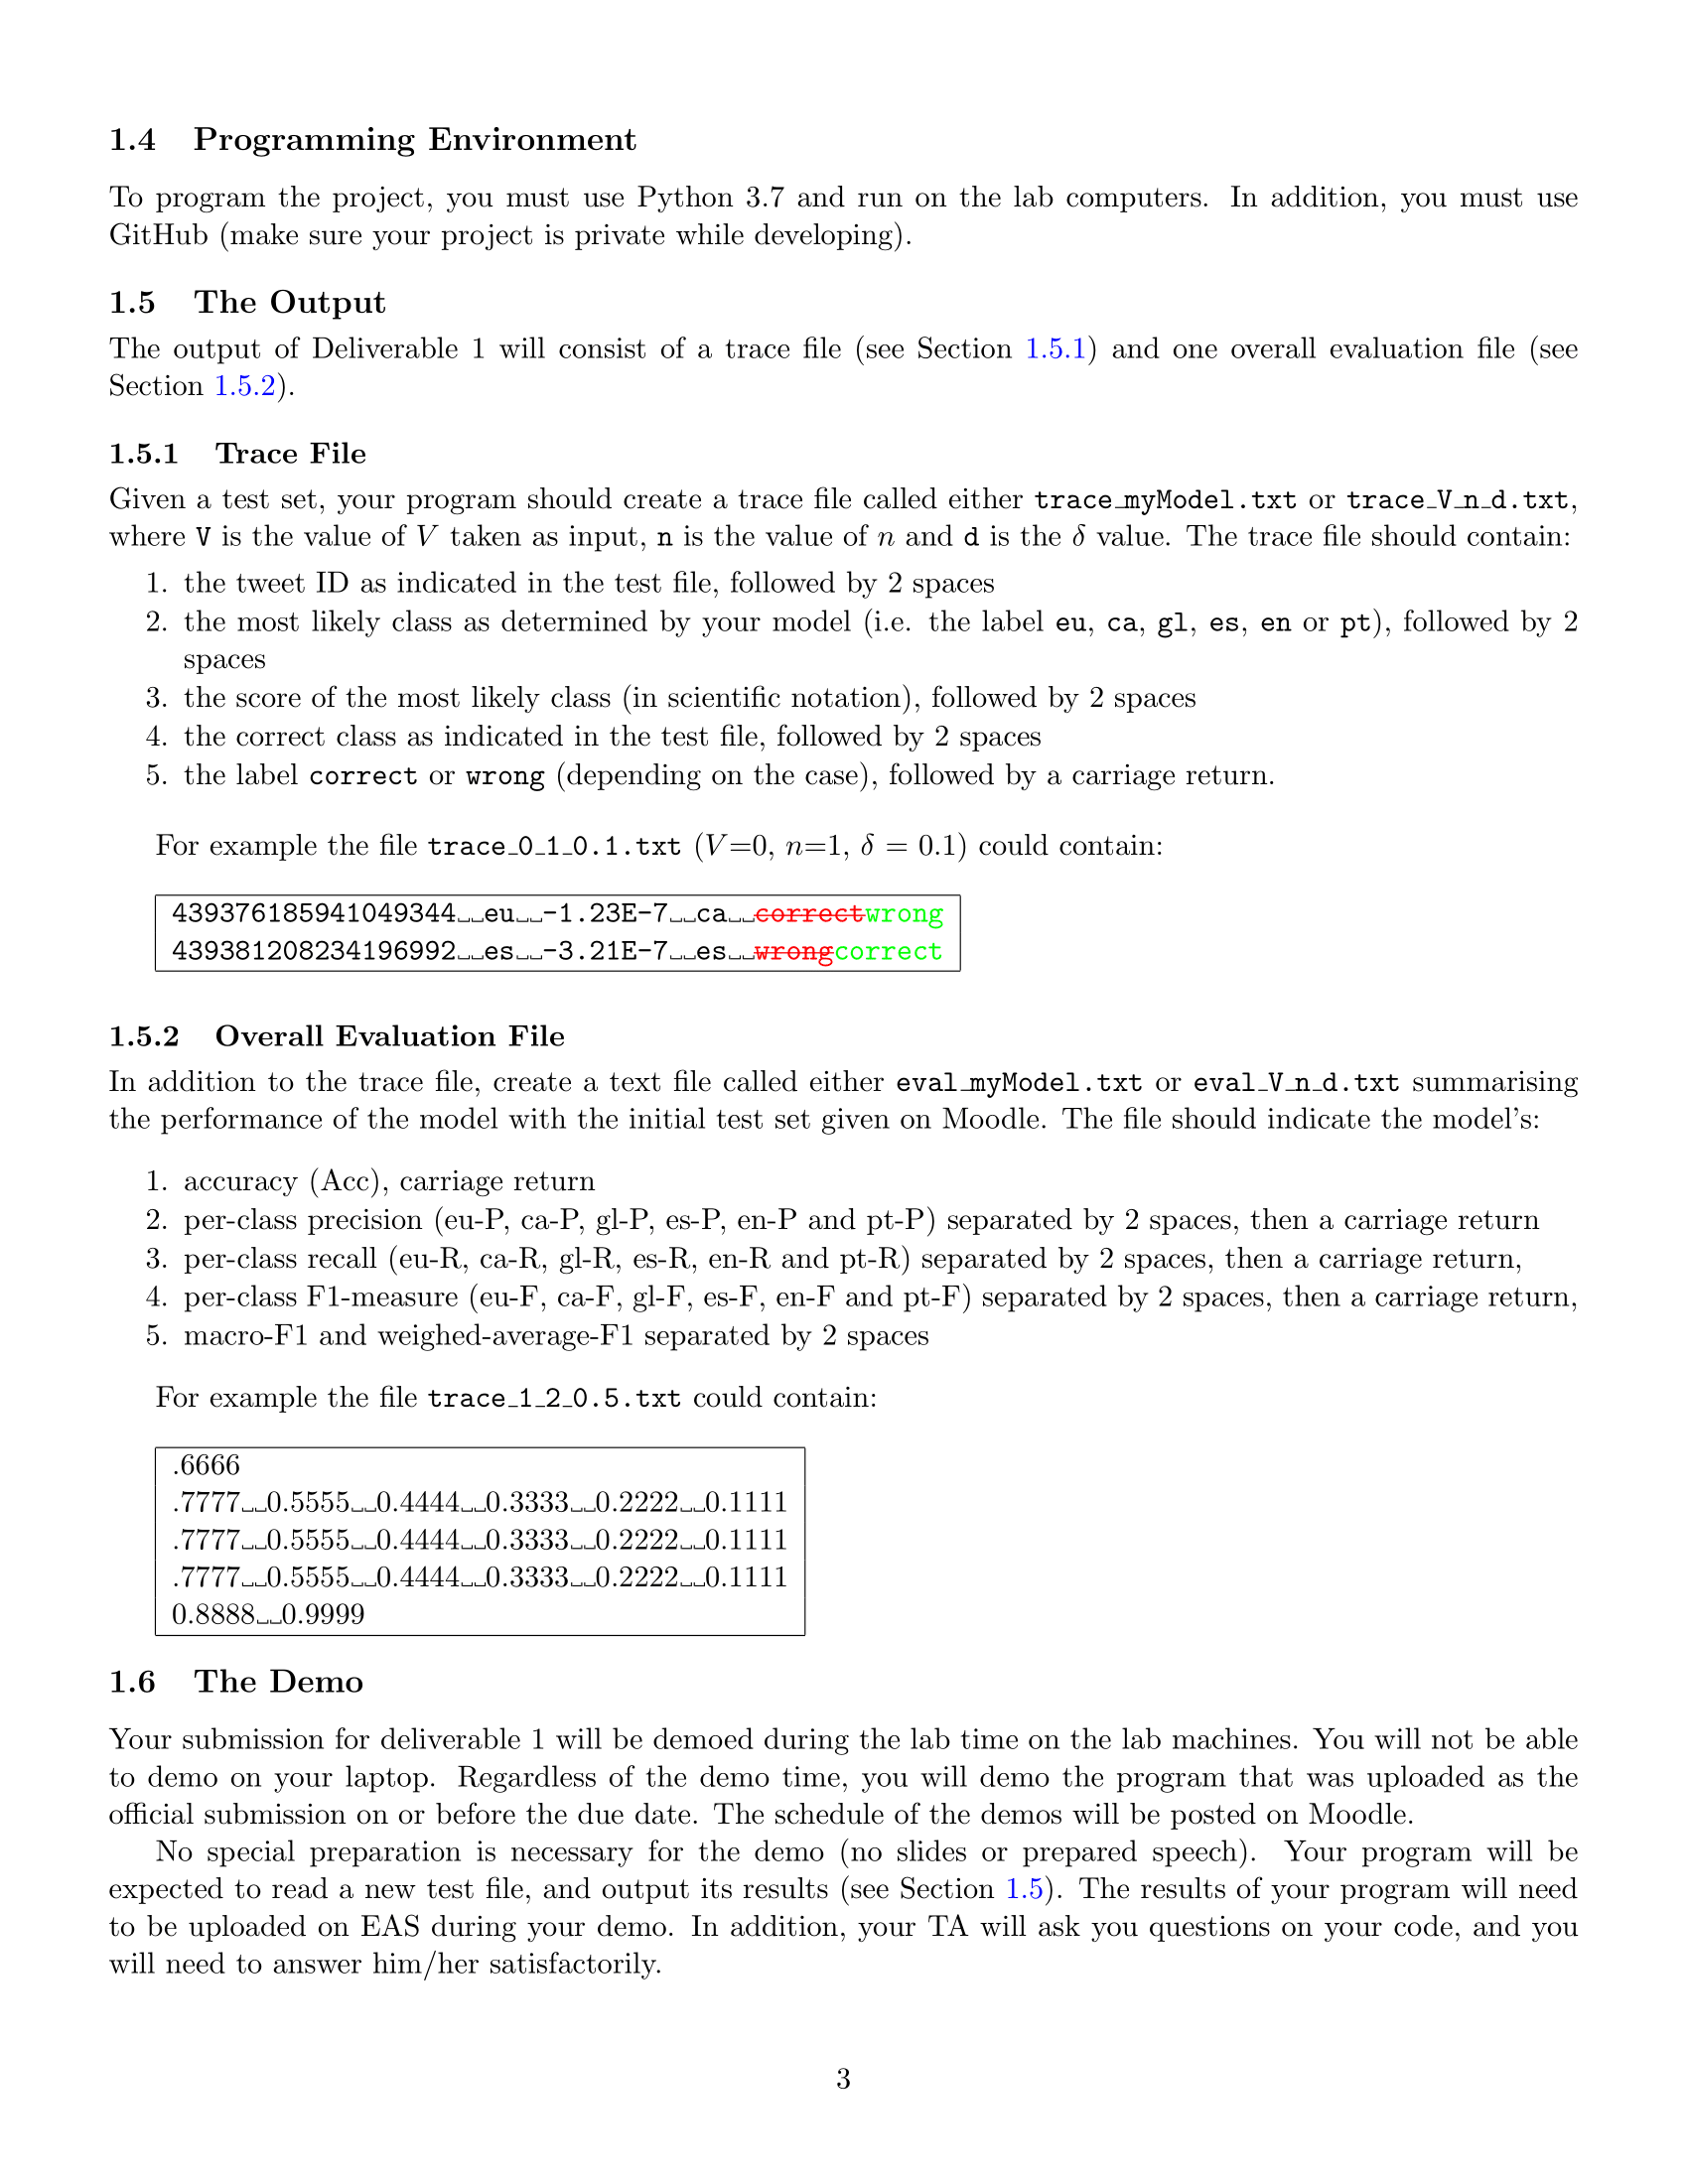 1.4 Programming Environment
To program the project, you must use Python 3.7 and run on the lab computers. In addition, you must use
GitHub (make sure your project is private while developing).
1.5 The Output
The output of Deliverable 1 will consist of a trace file (see Section 1.5.1) and one overall evaluation file (see
Section 1.5.2).
1.5.1 Trace File
Given a test set, your program should create a trace file called either trace_myModel.txt or trace_V_n_d.txt,
where V is the value of V taken as input, n is the value of n and d is the δ value. The trace file should contain:
1. the tweet ID as indicated in the test file, followed by 2 spaces
2. the most likely class as determined by your model (i.e. the label eu, ca, gl, es, en or pt), followed by 2
spaces
3. the score of the most likely class (in scientific notation), followed by 2 spaces
4. the correct class as indicated in the test file, followed by 2 spaces
5. the label correct or wrong (depending on the case), followed by a carriage return.
For example the file trace_0_1_0.1.txt (V=0, n=1, δ = 0.1) could contain:
439376185941049344␣␣eu␣␣-1.23E-7␣␣ca␣␣correctwrong
439381208234196992␣␣es␣␣-3.21E-7␣␣es␣␣wrongcorrect
1.5.2 Overall Evaluation File
In addition to the trace file, create a text file called either eval_myModel.txt or eval_V_n_d.txt summarising
the performance of the model with the initial test set given on Moodle. The file should indicate the model's:
1. accuracy (Acc), carriage return
2. per-class precision (eu-P, ca-P, gl-P, es-P, en-P and pt-P) separated by 2 spaces, then a carriage return
3. per-class recall (eu-R, ca-R, gl-R, es-R, en-R and pt-R) separated by 2 spaces, then a carriage return,
4. per-class F1-measure (eu-F, ca-F, gl-F, es-F, en-F and pt-F) separated by 2 spaces, then a carriage return,
5. macro-F1 and weighed-average-F1 separated by 2 spaces
For example the file trace_1_2_0.5.txt could contain:
.6666
.7777␣␣0.5555␣␣0.4444␣␣0.3333␣␣0.2222␣␣0.1111
.7777␣␣0.5555␣␣0.4444␣␣0.3333␣␣0.2222␣␣0.1111
.7777␣␣0.5555␣␣0.4444␣␣0.3333␣␣0.2222␣␣0.1111
0.8888␣␣0.9999
1.6 The Demo
Your submission for deliverable 1 will be demoed during the lab time on the lab machines. You will not be able
to demo on your laptop. Regardless of the demo time, you will demo the program that was uploaded as the
official submission on or before the due date. The schedule of the demos will be posted on Moodle.
No special preparation is necessary for the demo (no slides or prepared speech). Your program will be
expected to read a new test file, and output its results (see Section 1.5). The results of your program will need
to be uploaded on EAS during your demo. In addition, your TA will ask you questions on your code, and you
will need to answer him/her satisfactorily.
3